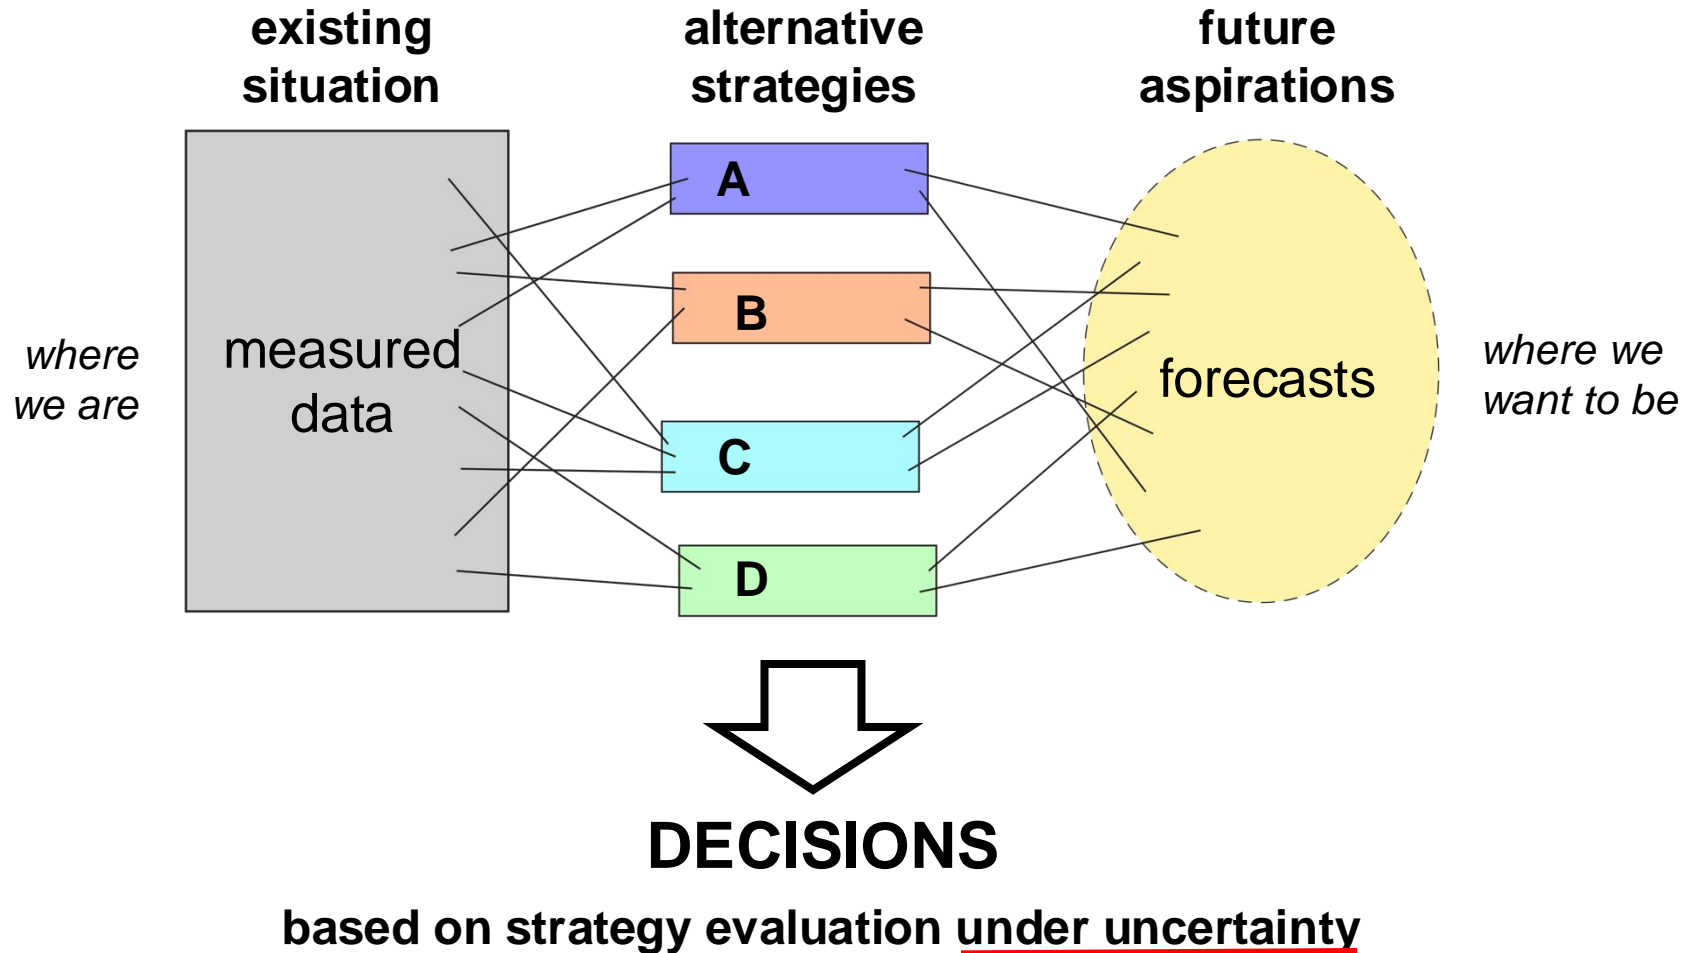 existing
situation
alternative
strategies
future
aspirations
A
B
C
D
where
we are
measured
data
forecasts
where we
want to be
DECISIONS
based on strategy evaluation under uncertainty